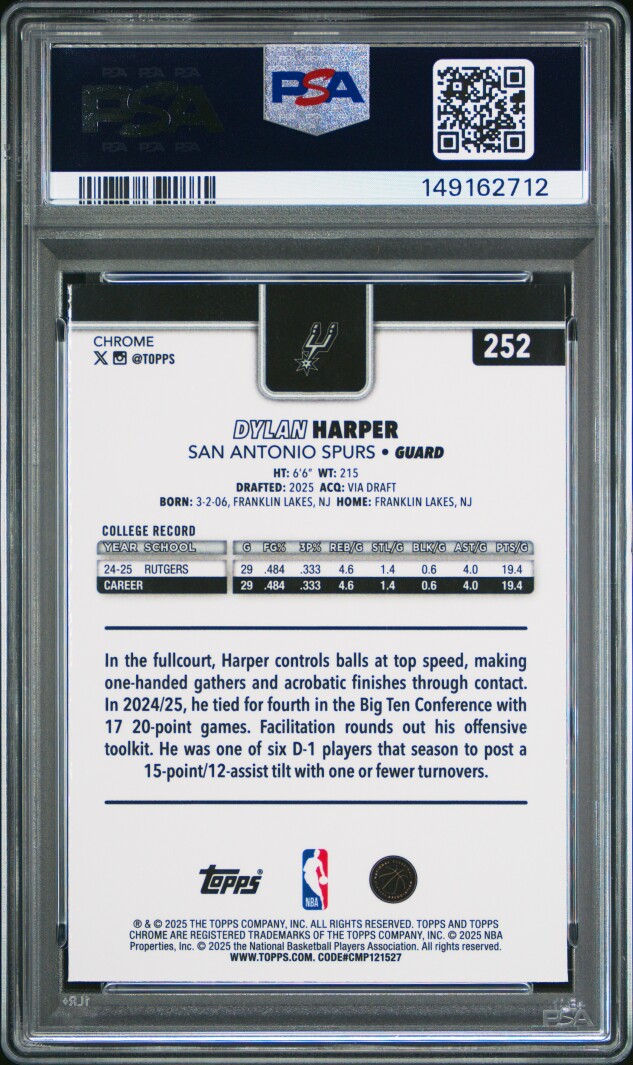 PSA PSA PSA
PSA
PSA PSA PSA
PSA
149162712
CHROME
@TOPPS
252
DYLAN HARPER
SAN ANTONIO SPURS • GUARD
HT: 6'6" WT: 215
DRAFTED: 2025 ACQ: VIA DRAFT
BORN: 3-2-06, FRANKLIN LAKES, NJ HOME: FRANKLIN LAKES, NJ
COLLEGE RECORD
YEAR SCHOOL G FG% 3P% REB/G STL/G BLK/G AST/G PTS/G
24-25 RUTGERS 29 .484 .333 4.6 1.4 0.6 4.0 19.4
CAREER 29 .484 .333 4.6 1.4 0.6 4.0 19.4
In the fullcourt, Harper controls balls at top speed, making
one-handed gathers and acrobatic finishes through contact.
In 2024/25, he tied for fourth in the Big Ten Conference with
17 20-point games. Facilitation rounds out his offensive
toolkit. He was one of six D-1 players that season to post a
15-point/12-assist tilt with one or fewer turnovers.
Topps®
NBA
® & © 2025 THE TOPPS COMPANY, INC. ALL RIGHTS RESERVED. TOPPS AND TOPPS
CHROME ARE REGISTERED TRADEMARKS OF THE TOPPS COMPANY, INC. © 2025 NBA
Properties, Inc. © 2025 the National Basketball Players Association. All rights reserved.
WWW.TOPPS.COM. CODE#CMP121527
PSA